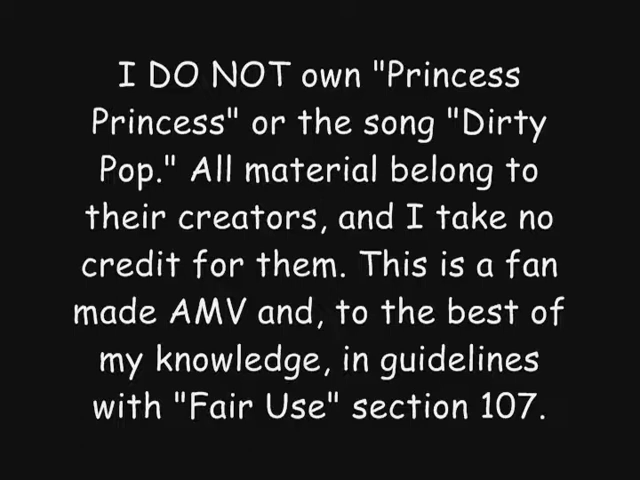 I DO NOT own "Princess
Princess" or the song "Dirty
Pop." All material belong to
their creators, and I take no
credit for them. This is a fan
made AMV and, to the best of
my knowledge, in guidelines
with "Fair Use" section 107.